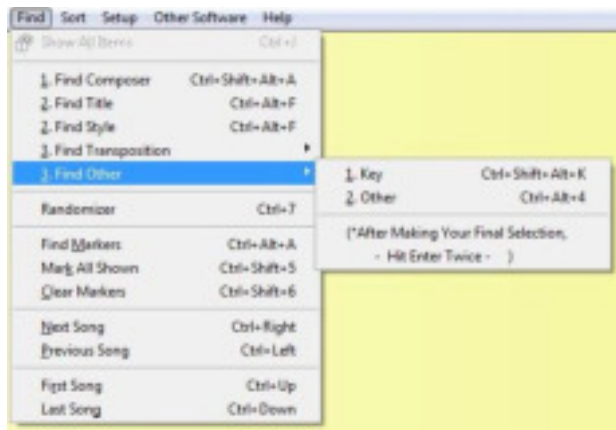 Find Sort Setup Other Software Help
Show All Items Ctrl+J
1. Find Composer Ctrl+Shift+Alt+A
2. Find Title Ctrl+Alt+F
2. Find Style Ctrl+Alt+F
3. Find Transposition
3. Find Other
1. Key Ctrl+Shift+Alt+K
2. Other Ctrl+Alt+4
(*After Making Your Final Selection,
- Hit Enter Twice - )
Randomizer Ctrl+7
Find Markers Ctrl+Alt+A
Mark All Shown Ctrl+Shift+5
Clear Markers Ctrl+Shift+6
Next Song Ctrl+Right
Previous Song Ctrl+Left
First Song Ctrl+Up
Last Song Ctrl+Down